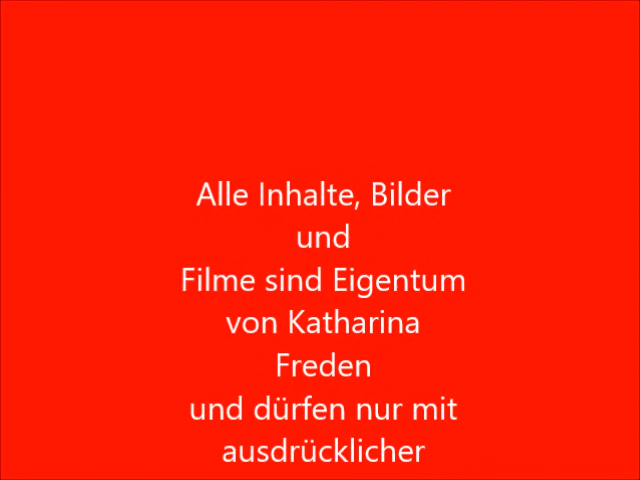 Alle Inhalte, Bilder
und
Filme sind Eigentum
von Katharina
Freden
und dürfen nur mit
ausdrücklicher